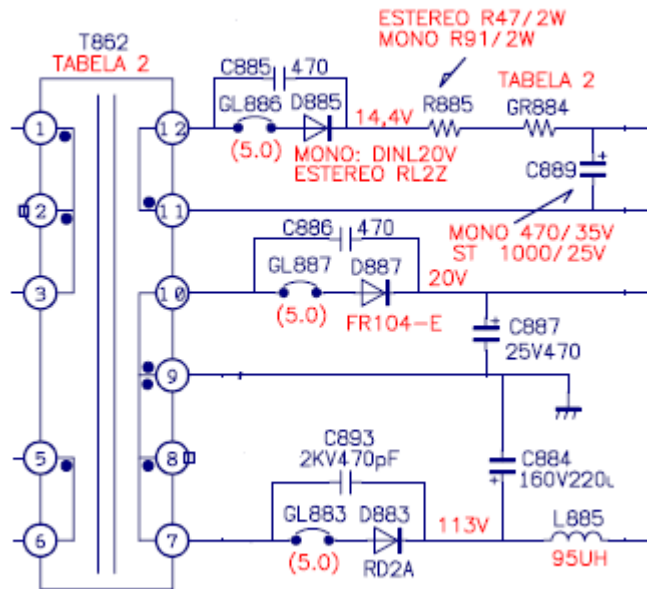 ESTEREO R47/2W
MONO R91/2W
T862
TABELA 2
C885 470
TABELA 2
GL886 D885
14,4V
R885
GR884
1
12
(5.0)
MONO: DINL20V
ESTEREO RL2Z
C889
+
2
11
C886 470
MONO 470/35V
ST 1000/25V
GL887 D887
20V
3
10
(5.0)
FR104-E
+
C887
25V470
9
C893
2KV470pF
5
8
C884
160V220u
+
GL883 D883
113V
L885
6
7
(5.0)
RD2A
95UH